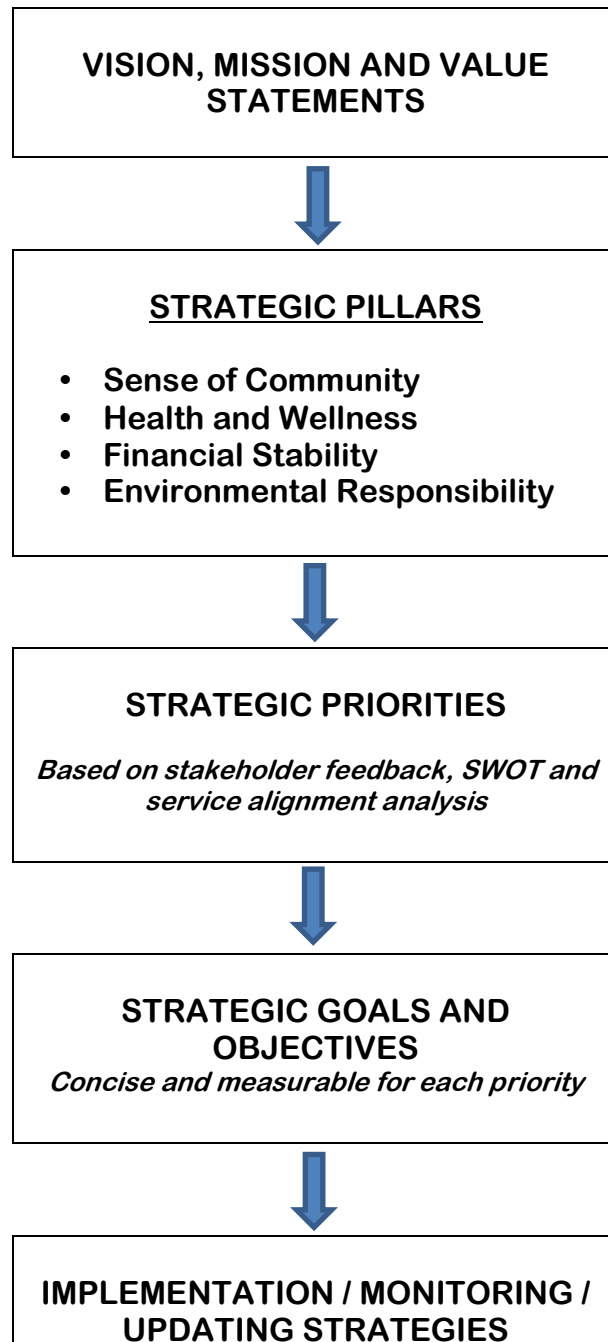 VISION, MISSION AND VALUE
STATEMENTS
STRATEGIC PILLARS
• Sense of Community
• Health and Wellness
• Financial Stability
• Environmental Responsibility
STRATEGIC PRIORITIES
Based on stakeholder feedback, SWOT and
service alignment analysis
STRATEGIC GOALS AND
OBJECTIVES
Concise and measurable for each priority
IMPLEMENTATION / MONITORING /
UPDATING STRATEGIES